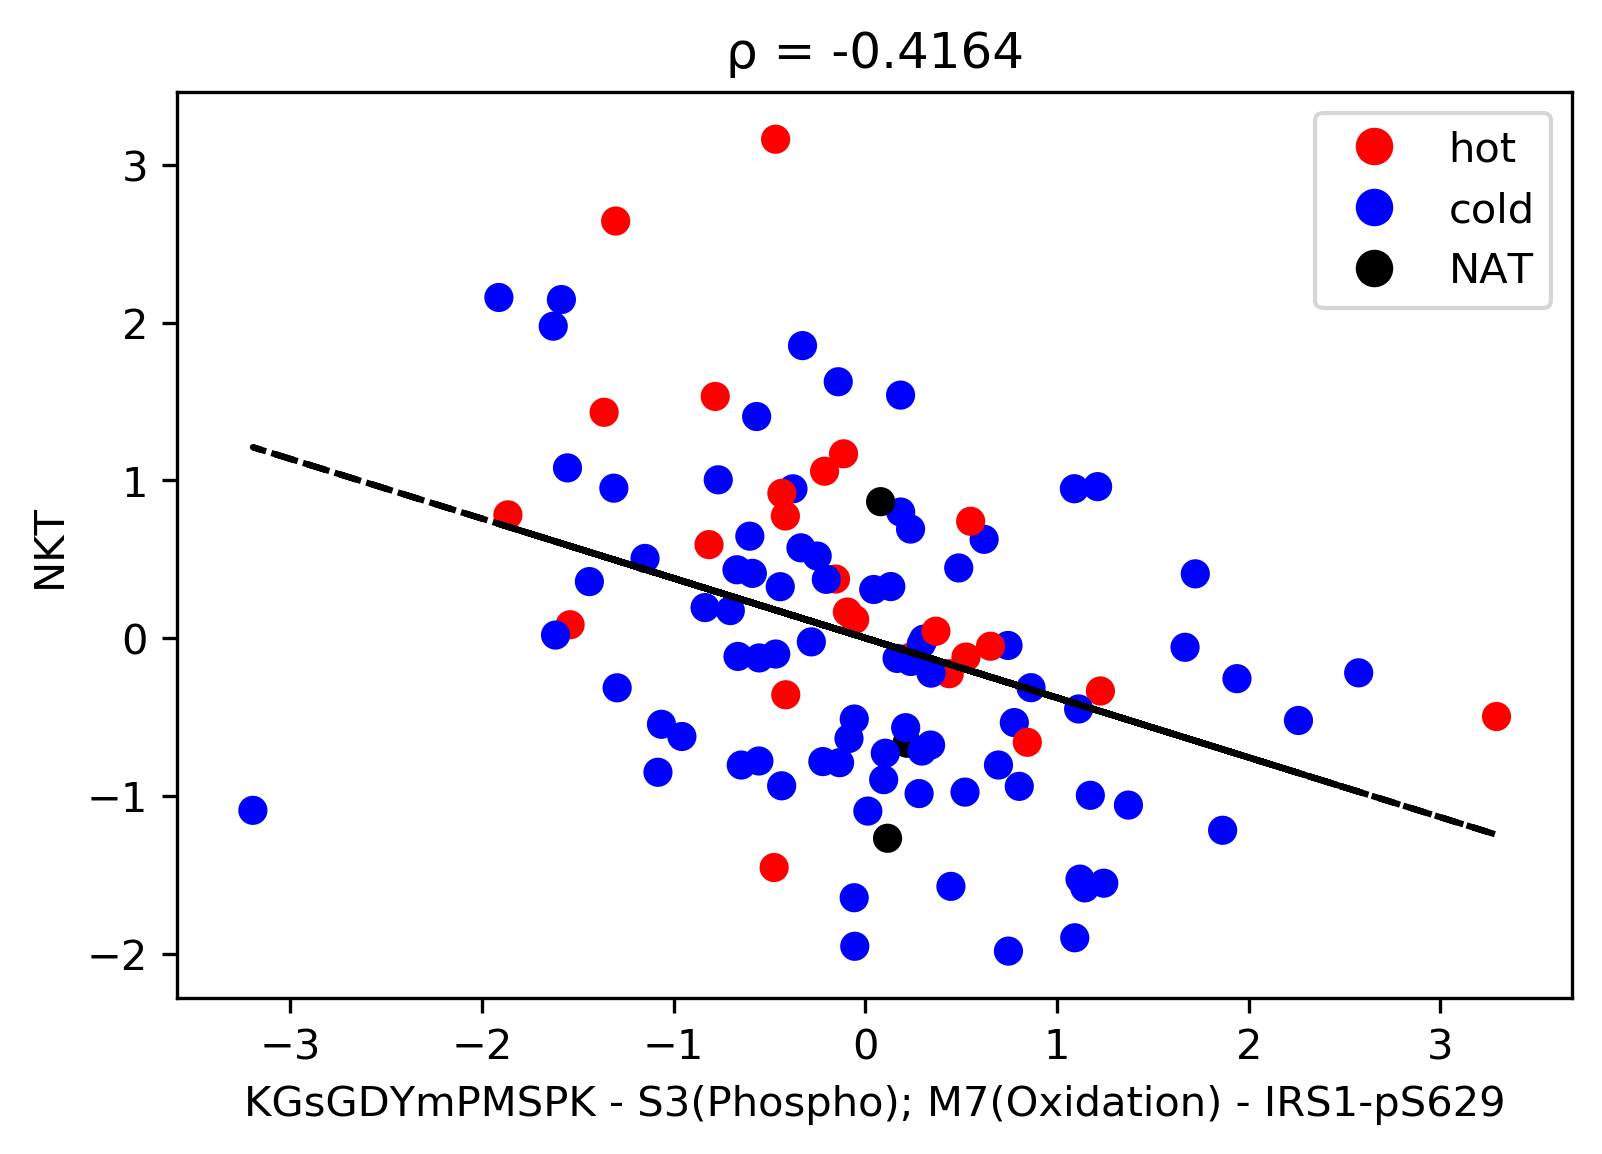 ρ = -0.4164
hot
cold
NAT
NKT
3
2
1
0
−1
−2
−3
−2
−1
0
1
2
3
KGsGDYmPMSPK - S3(Phospho); M7(Oxidation) - IRS1-pS629